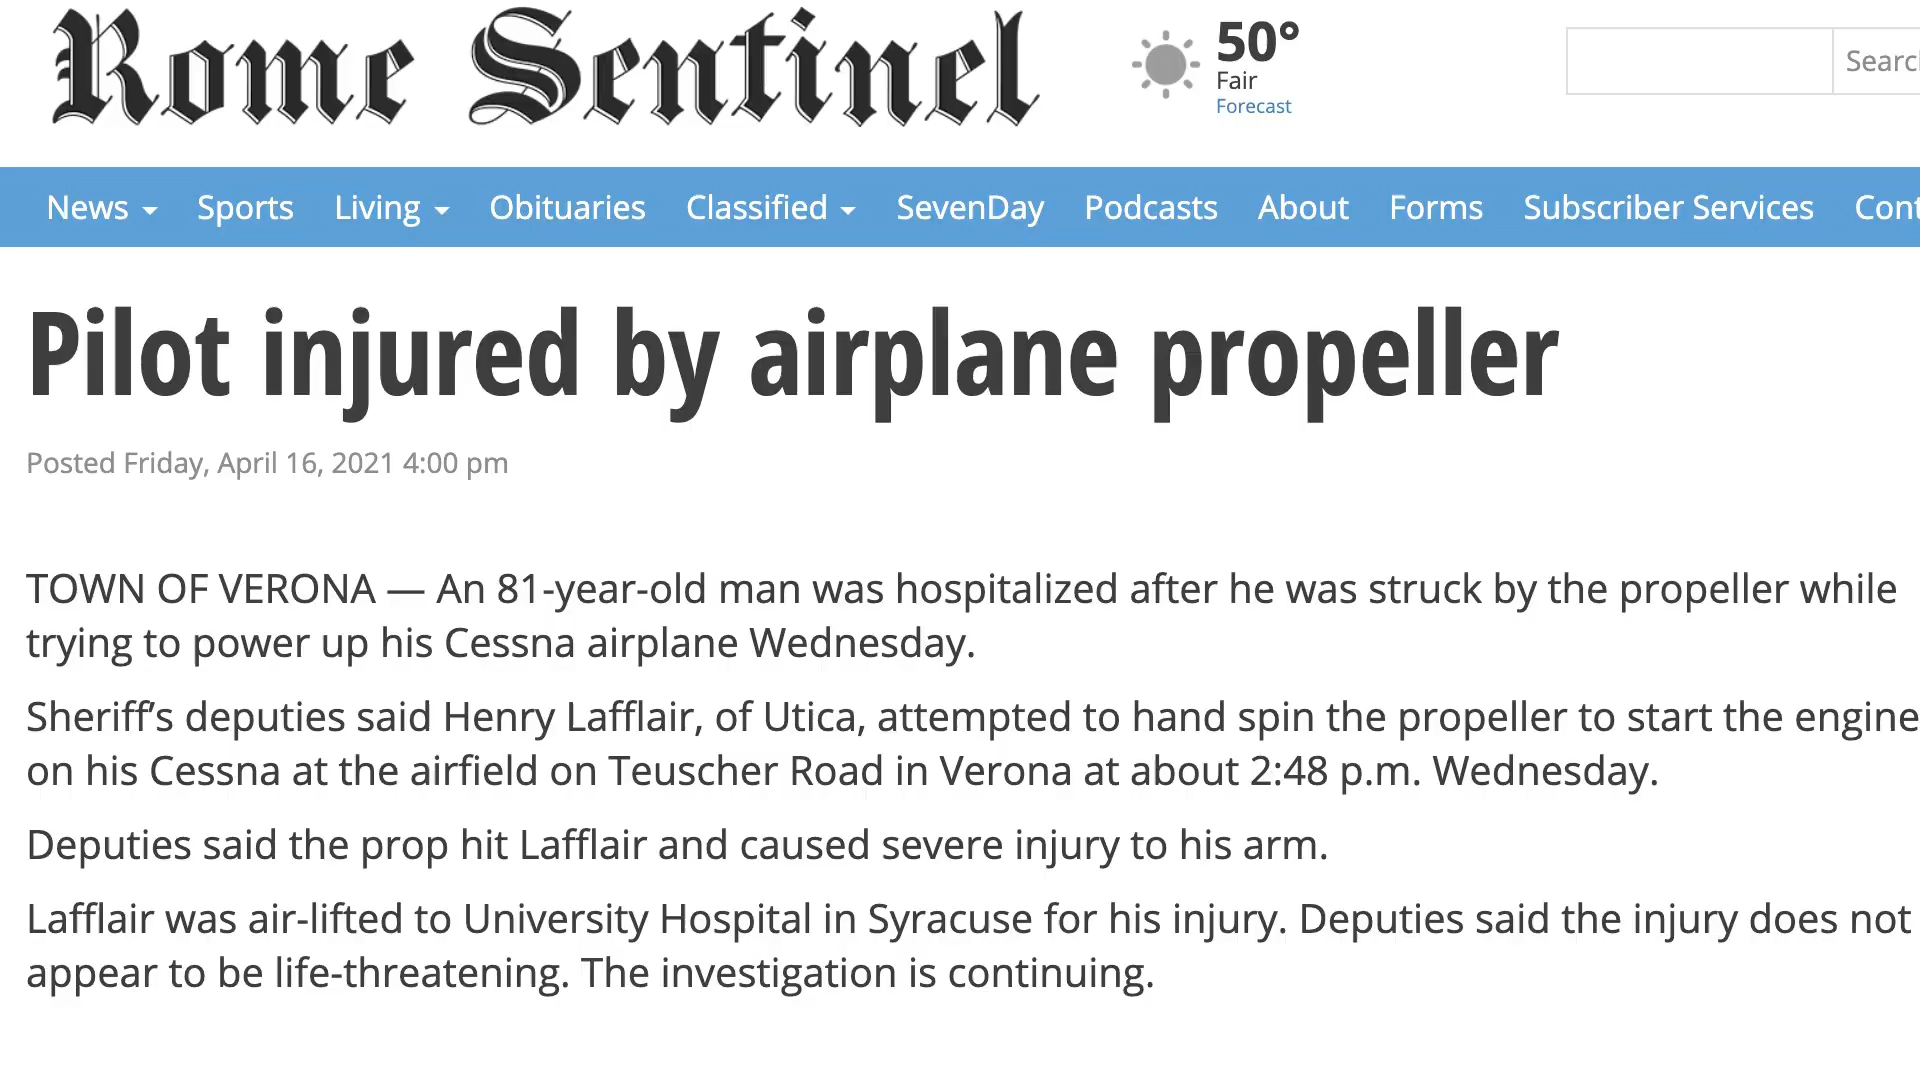 Rome Sentinel
50°
Fair
Forecast
Searc
News Sports Living Obituaries Classified SevenDay Podcasts About Forms Subscriber Services Cont
Pilot injured by airplane propeller
Posted Friday, April 16, 2021 4:00 pm
TOWN OF VERONA — An 81-year-old man was hospitalized after he was struck by the propeller while
trying to power up his Cessna airplane Wednesday.
Sheriff’s deputies said Henry Lafflair, of Utica, attempted to hand spin the propeller to start the engine
on his Cessna at the airfield on Teuscher Road in Verona at about 2:48 p.m. Wednesday.
Deputies said the prop hit Lafflair and caused severe injury to his arm.
Lafflair was air-lifted to University Hospital in Syracuse for his injury. Deputies said the injury does not
appear to be life-threatening. The investigation is continuing.